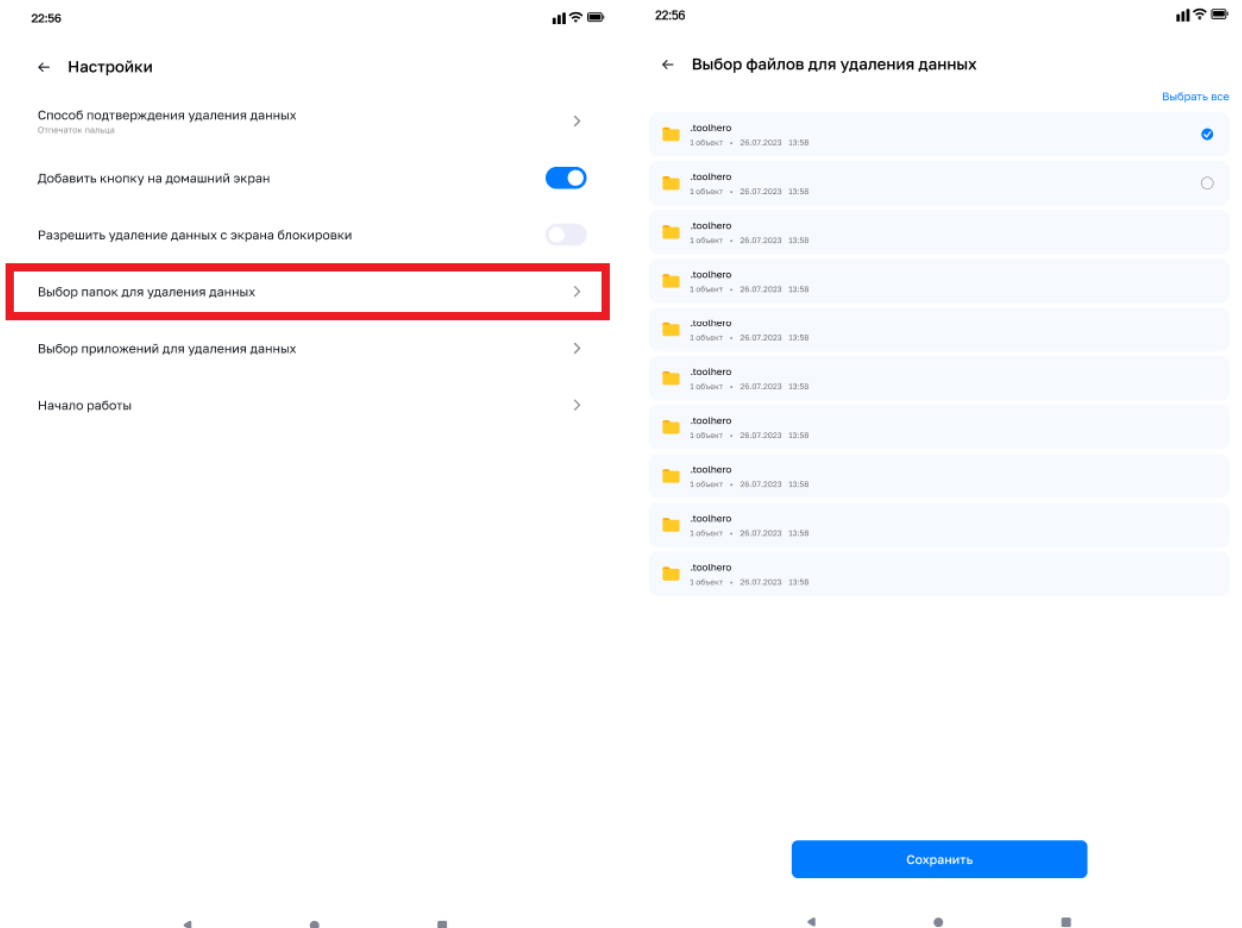 22:56
Настройки
Способ подтверждения удаления данных
Отпечаток пальца
Добавить кнопку на домашний экран
Разрешить удаление данных с экрана блокировки
Выбор папок для удаления данных
Выбор приложений для удаления данных
Начало работы
22:56
Выбор файлов для удаления данных
Выбрать все
.toolhero
1 объект • 26.07.2023 13:58
.toolhero
1 объект • 26.07.2023 13:58
.toolhero
1 объект • 26.07.2023 13:58
.toolhero
1 объект • 26.07.2023 13:58
.toolhero
1 объект • 26.07.2023 13:58
.toolhero
1 объект • 26.07.2023 13:58
.toolhero
1 объект • 26.07.2023 13:58
.toolhero
1 объект • 26.07.2023 13:58
.toolhero
1 объект • 26.07.2023 13:58
.toolhero
1 объект • 26.07.2023 13:58
Сохранить